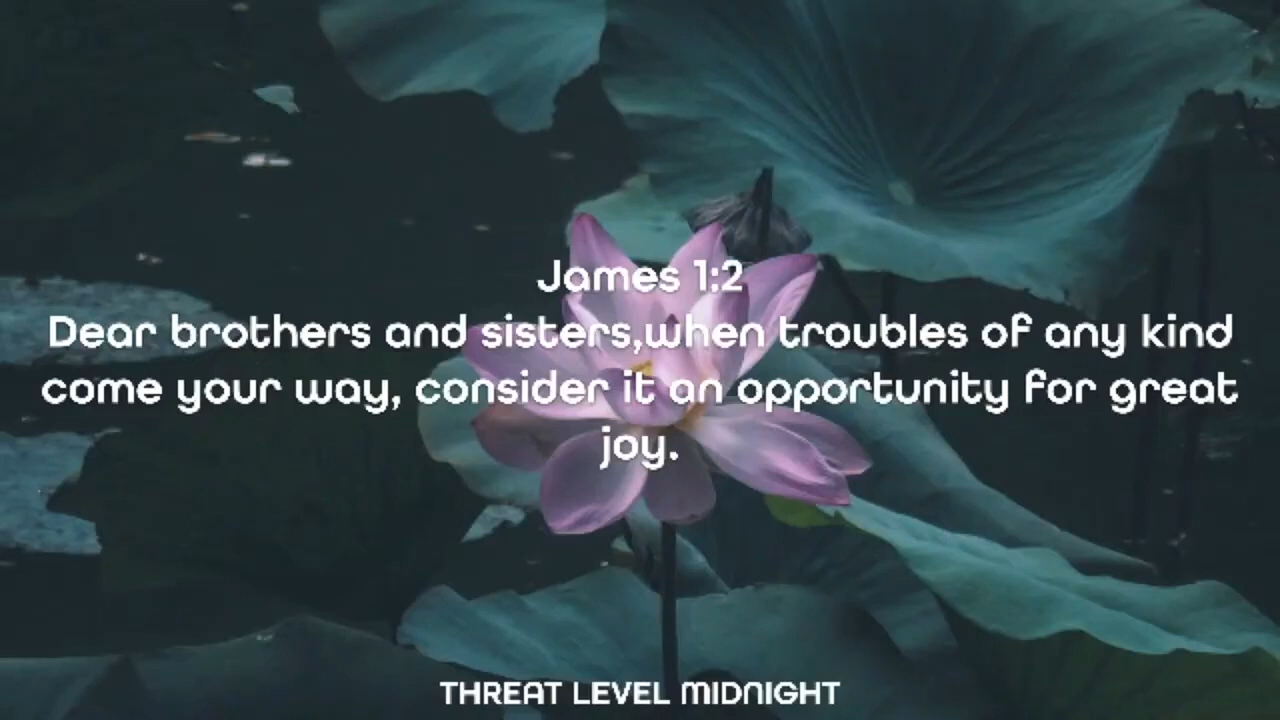 James 1:2
Dear brothers and sisters,when troubles of any kind
come your way, consider it an opportunity for great
joy.
THREAT LEVEL MIDNIGHT